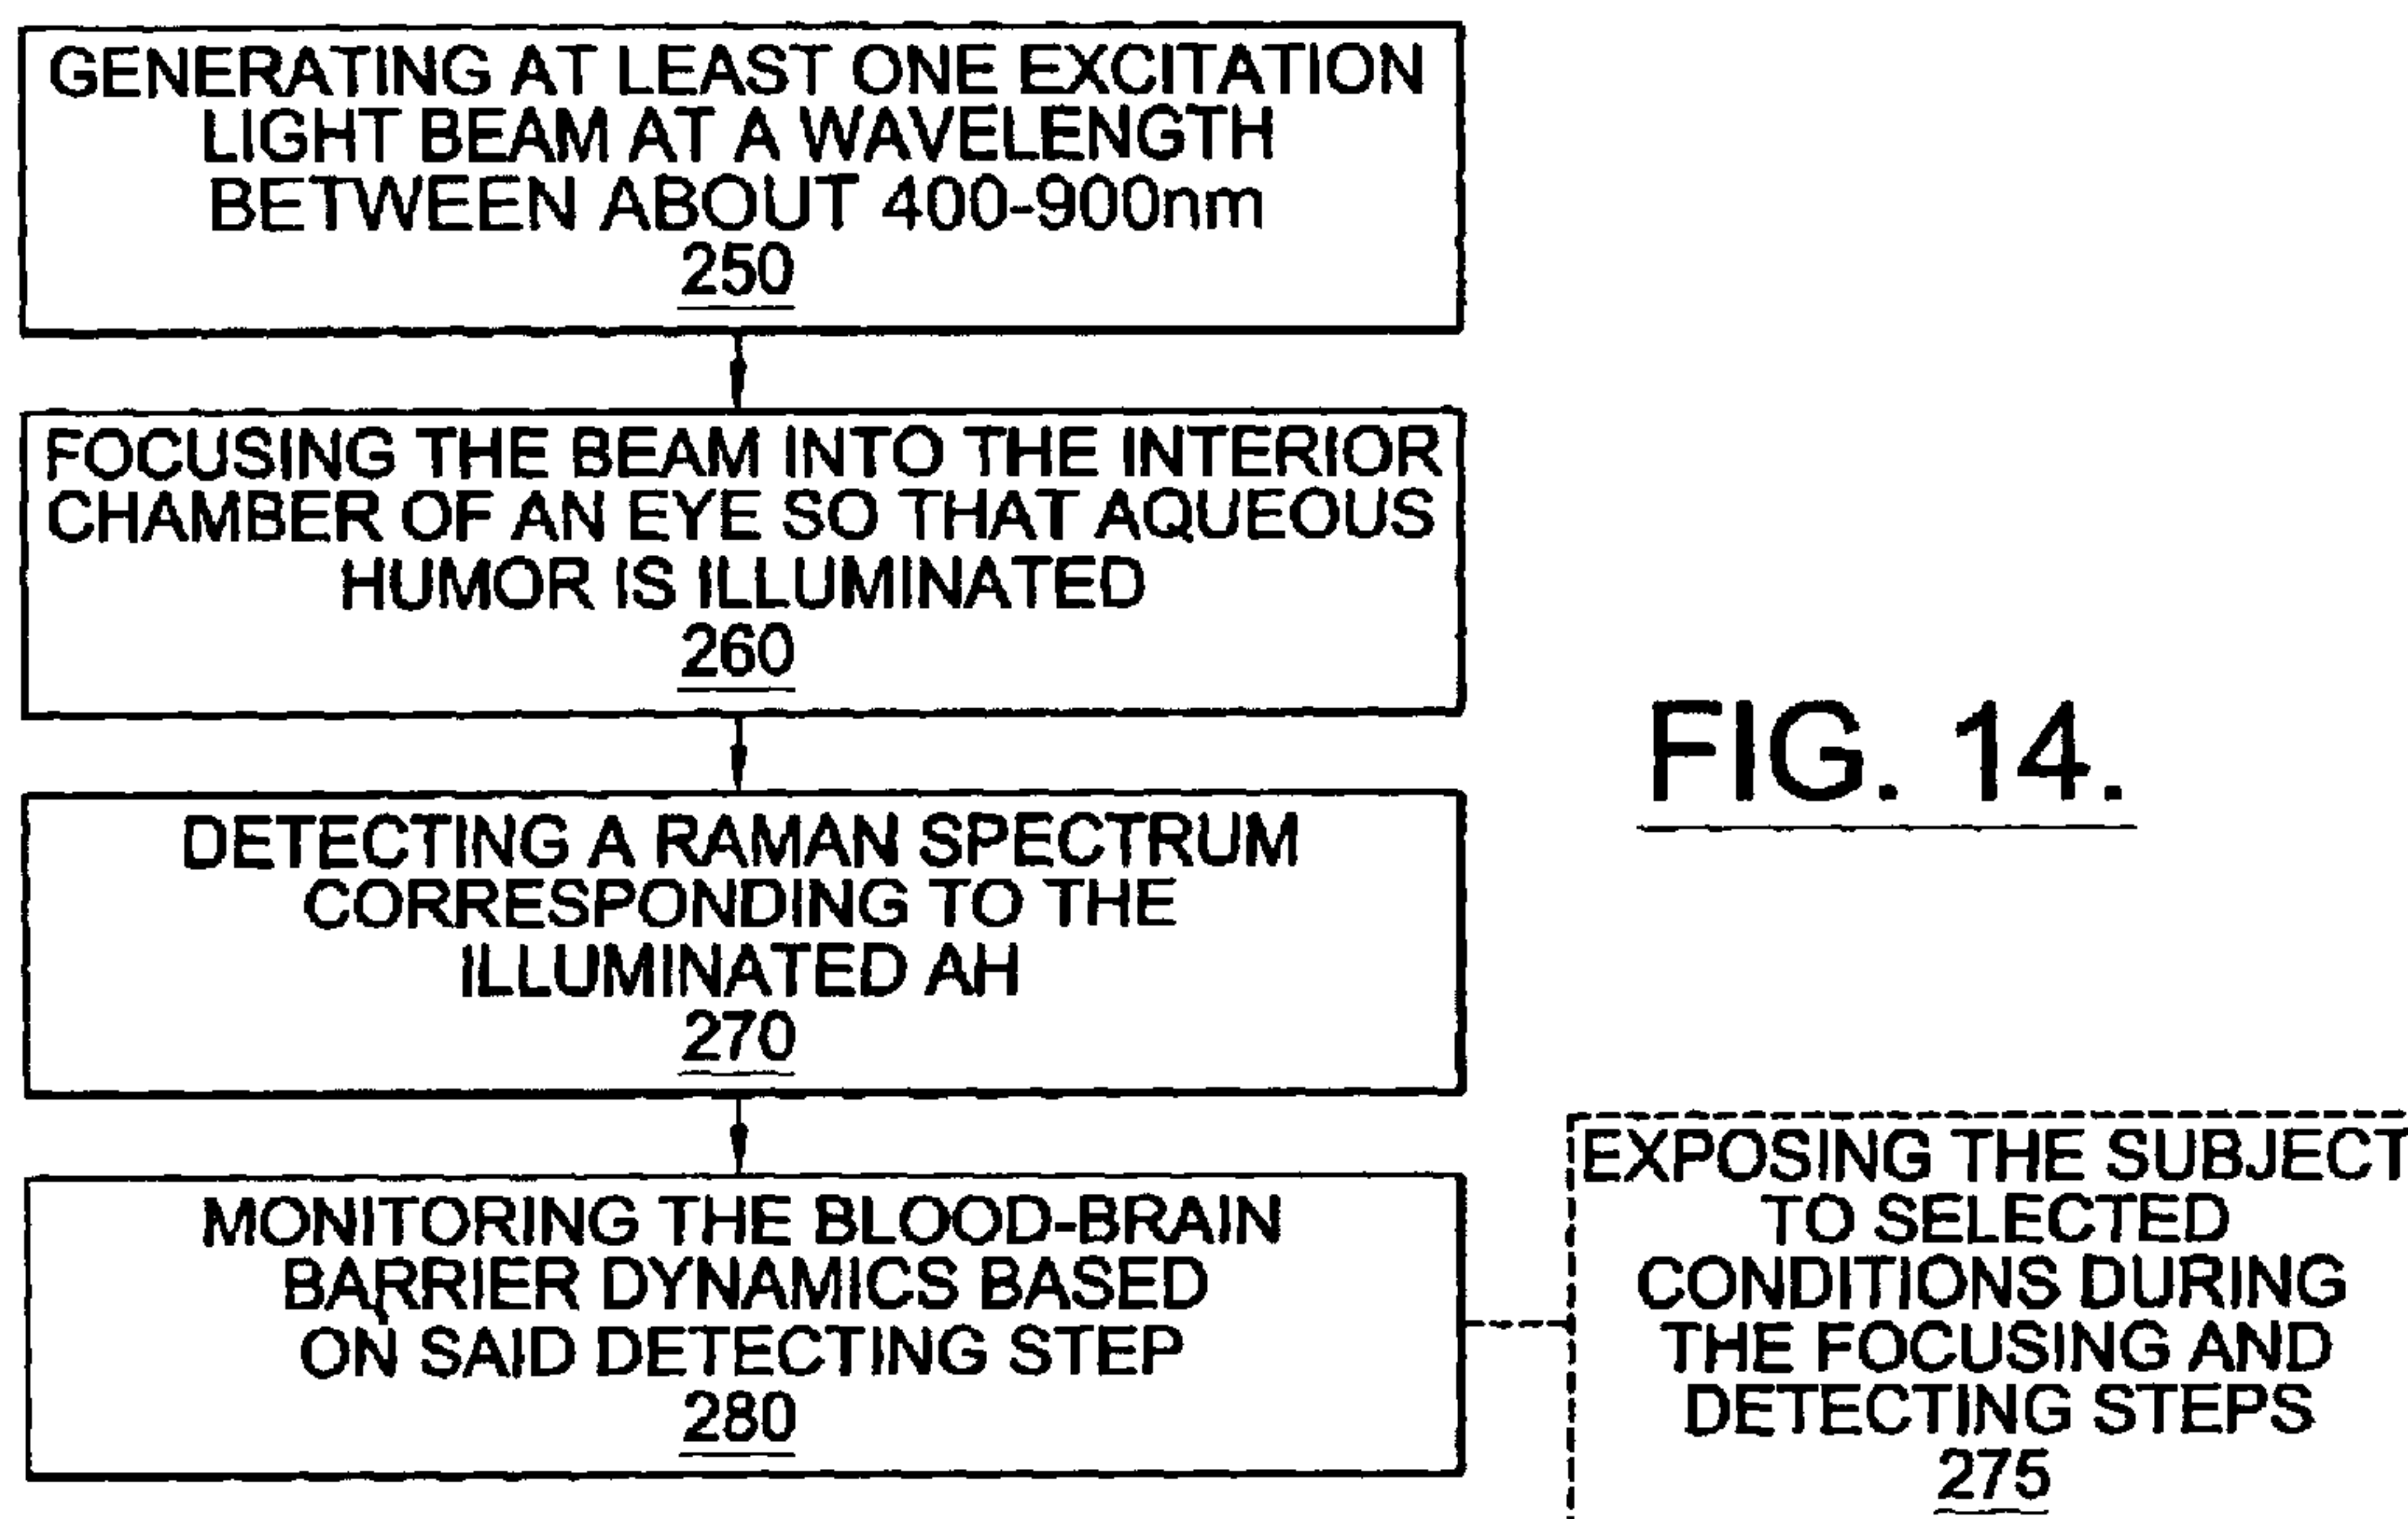 GENERATING AT LEAST ONE EXCITATION
LIGHT BEAM AT A WAVELENGTH
BETWEEN ABOUT 400-900nm
250
FOCUSING THE BEAM INTO THE INTERIOR
CHAMBER OF AN EYE SO THAT AQUEOUS
HUMOR IS ILLUMINATED
260
FIG. 14.
DETECTING A RAMAN SPECTRUM
CORRESPONDING TO THE
ILLUMINATED AH
270
MONITORING THE BLOOD-BRAIN
BARRIER DYNAMICS BASED
ON SAID DETECTING STEP
280
EXPOSING THE SUBJECT
TO SELECTED
CONDITIONS DURING
THE FOCUSING AND
DETECTING STEPS
275